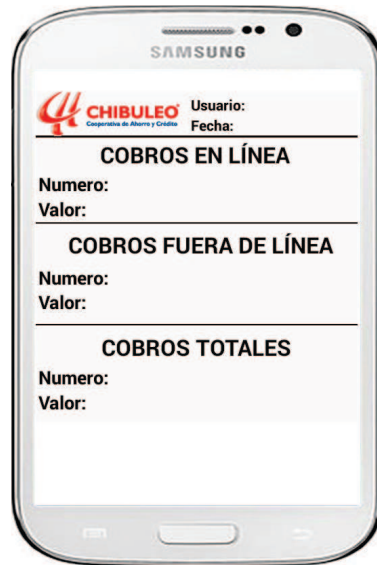 SAMSUNG
CHIBULEO
Cooperativa de Ahorro y Crédito
Usuario:
Fecha:
COBROS EN LÍNEA
Numero:
Valor:
COBROS FUERA DE LÍNEA
Numero:
Valor:
COBROS TOTALES
Numero:
Valor: